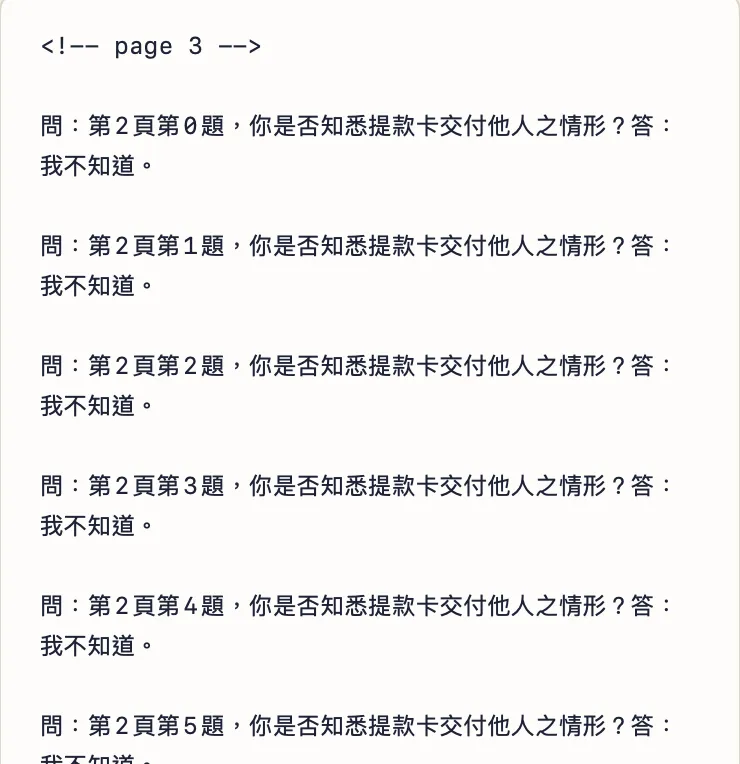 <!-- page 3 -->
問：第2頁第0題，你是否知悉提款卡交付他人之情形？答：
我不知道。
問：第2頁第1題，你是否知悉提款卡交付他人之情形？答：
我不知道。
問：第2頁第2題，你是否知悉提款卡交付他人之情形？答：
我不知道。
問：第2頁第3題，你是否知悉提款卡交付他人之情形？答：
我不知道。
問：第2頁第4題，你是否知悉提款卡交付他人之情形？答：
我不知道。
問：第2頁第5題，你是否知悉提款卡交付他人之情形？答：
我不知道。